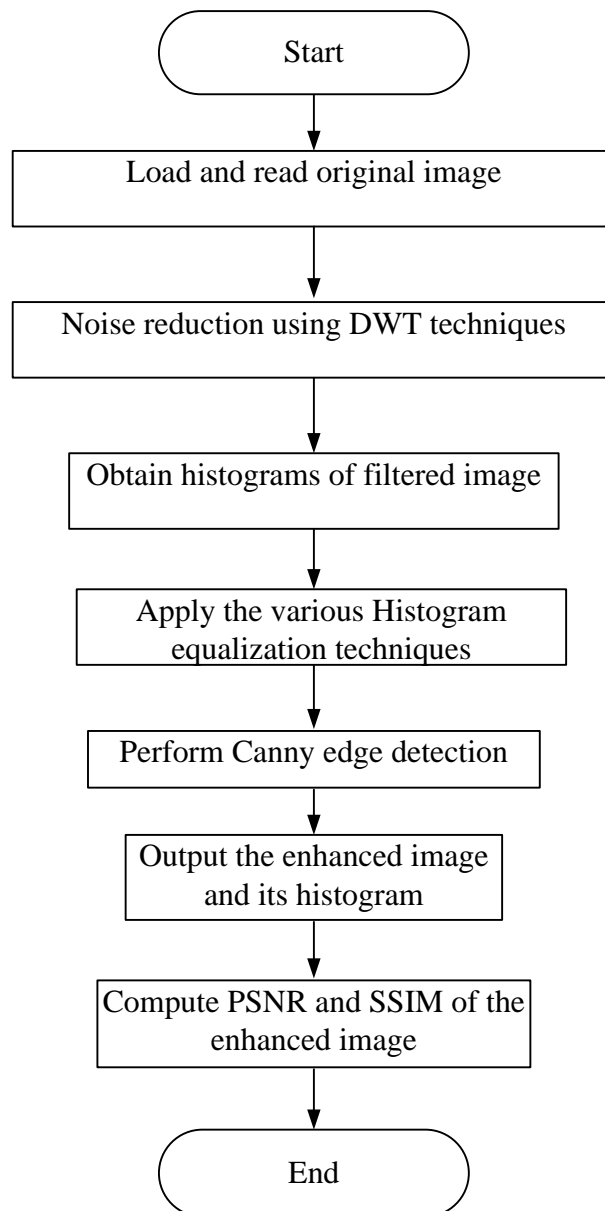 Start
Load and read original image
Noise reduction using DWT techniques
Obtain histograms of filtered image
Apply the various Histogram
equalization techniques
Perform Canny edge detection
Output the enhanced image
and its histogram
Compute PSNR and SSIM of the
enhanced image
End